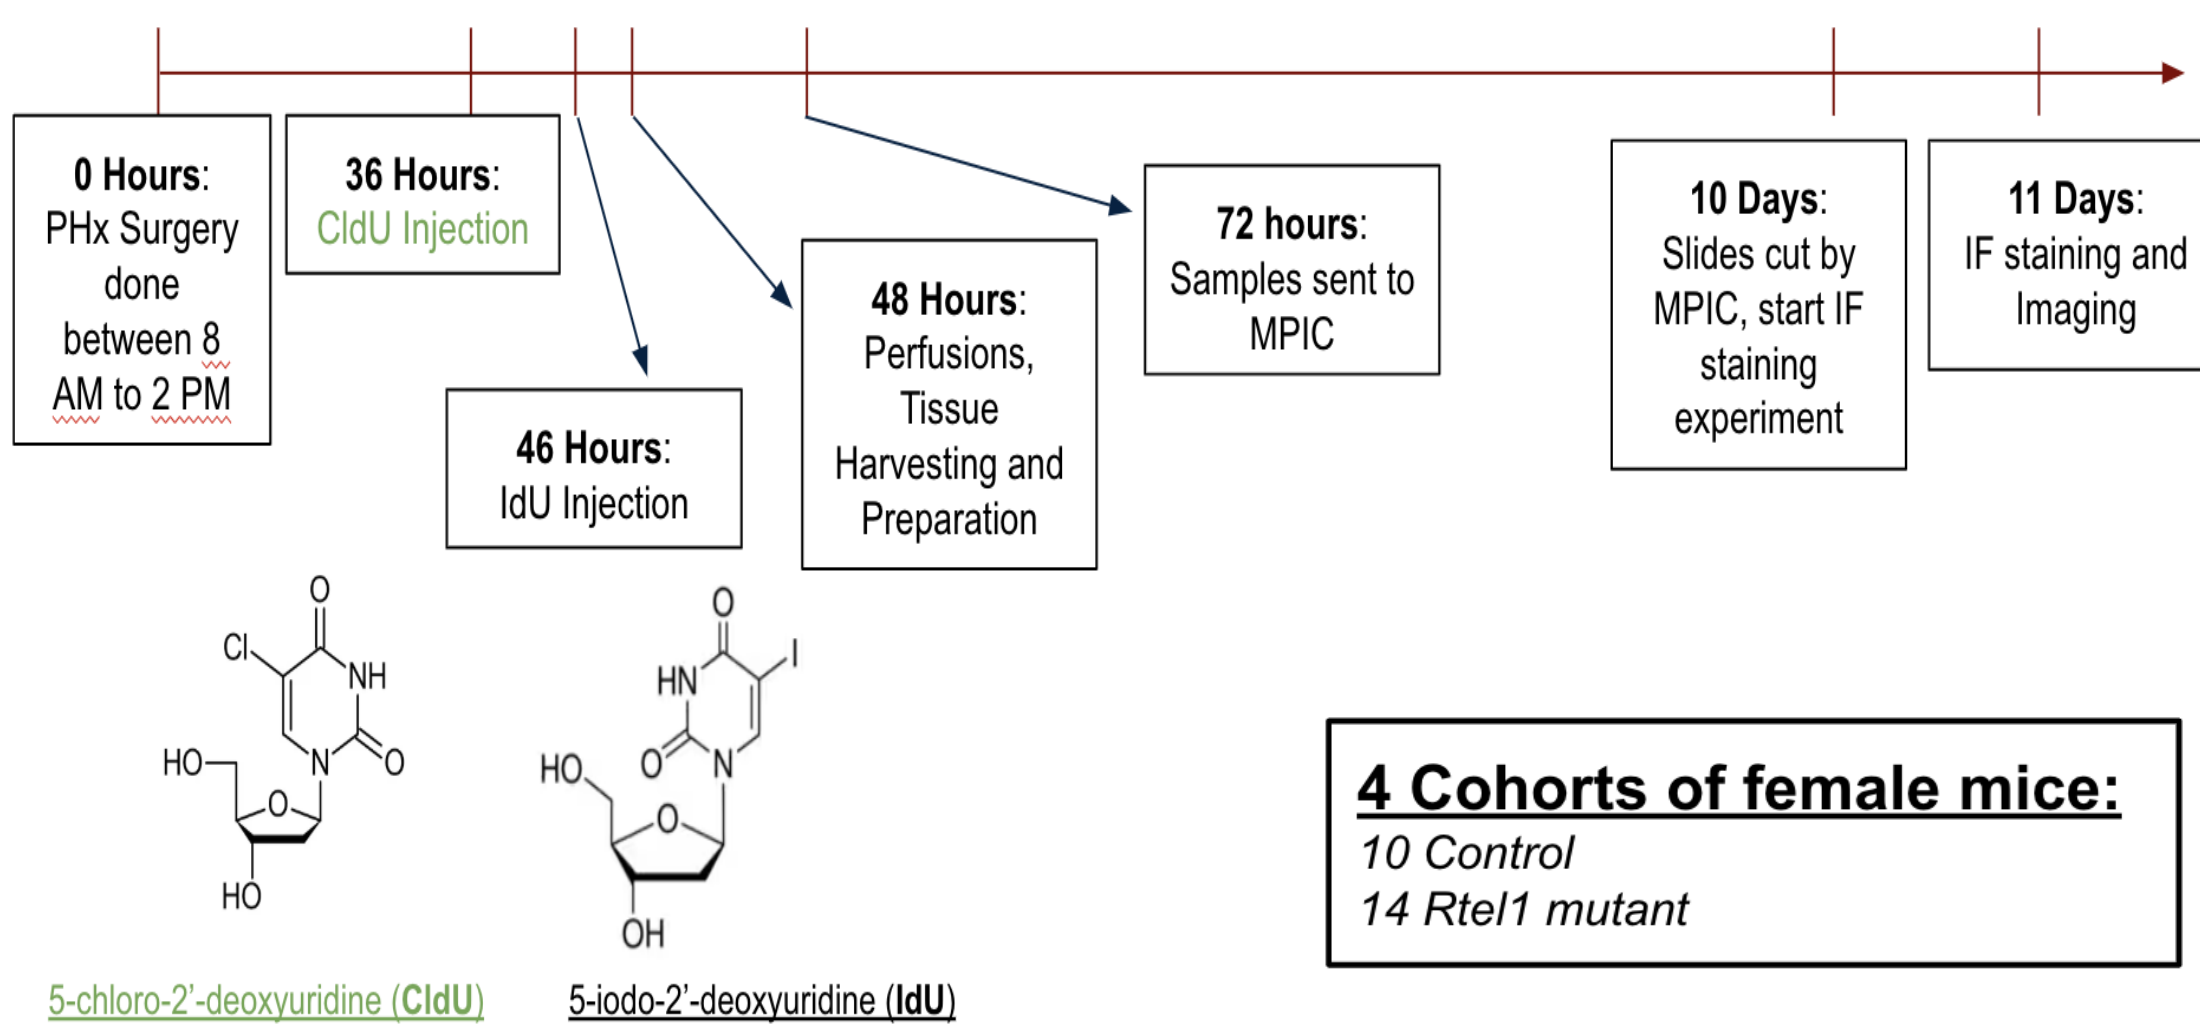 0 Hours:
PHx Surgery
done
between 8
AM to 2 PM
36 Hours:
CldU Injection
46 Hours:
IdU Injection
48 Hours:
Perfusions,
Tissue
Harvesting and
Preparation
72 hours:
Samples sent to
MPIC
10 Days:
Slides cut by
MPIC, start IF
staining
experiment
11 Days:
IF staining and
Imaging
O
Cl
NH
HO
N
O
O
HO
O
I
HN
O
N
HO
O
OH
5-chloro-2’-deoxyuridine (CldU)
5-iodo-2’-deoxyuridine (IdU)
4 Cohorts of female mice:
10 Control
14 Rtel1 mutant